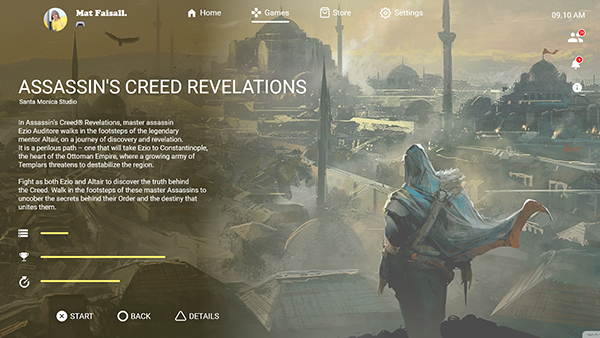 Mat Faisall.
Home
Games
Store
Settings
09.10 AM
ASSASSIN'S CREED REVELATIONS
Santa Monica Studio
In Assassin's Creed® Revelations, master assassin
Ezio Auditore walks in the footsteps of the legendary
mentor Altair, on a journey of discovery and revelation.
It is a perilous path – one that will take Ezio to Constantinople,
the heart of the Ottoman Empire, where a growing army of
Templars threatens to destabilize the region.
Fight as both Ezio and Altair to discover the truth behind
the Creed. Walk in the footsteps of these master Assassins to
uncober the secrets behind their Order and the destiny that
unites them.
START
BACK
DETAILS